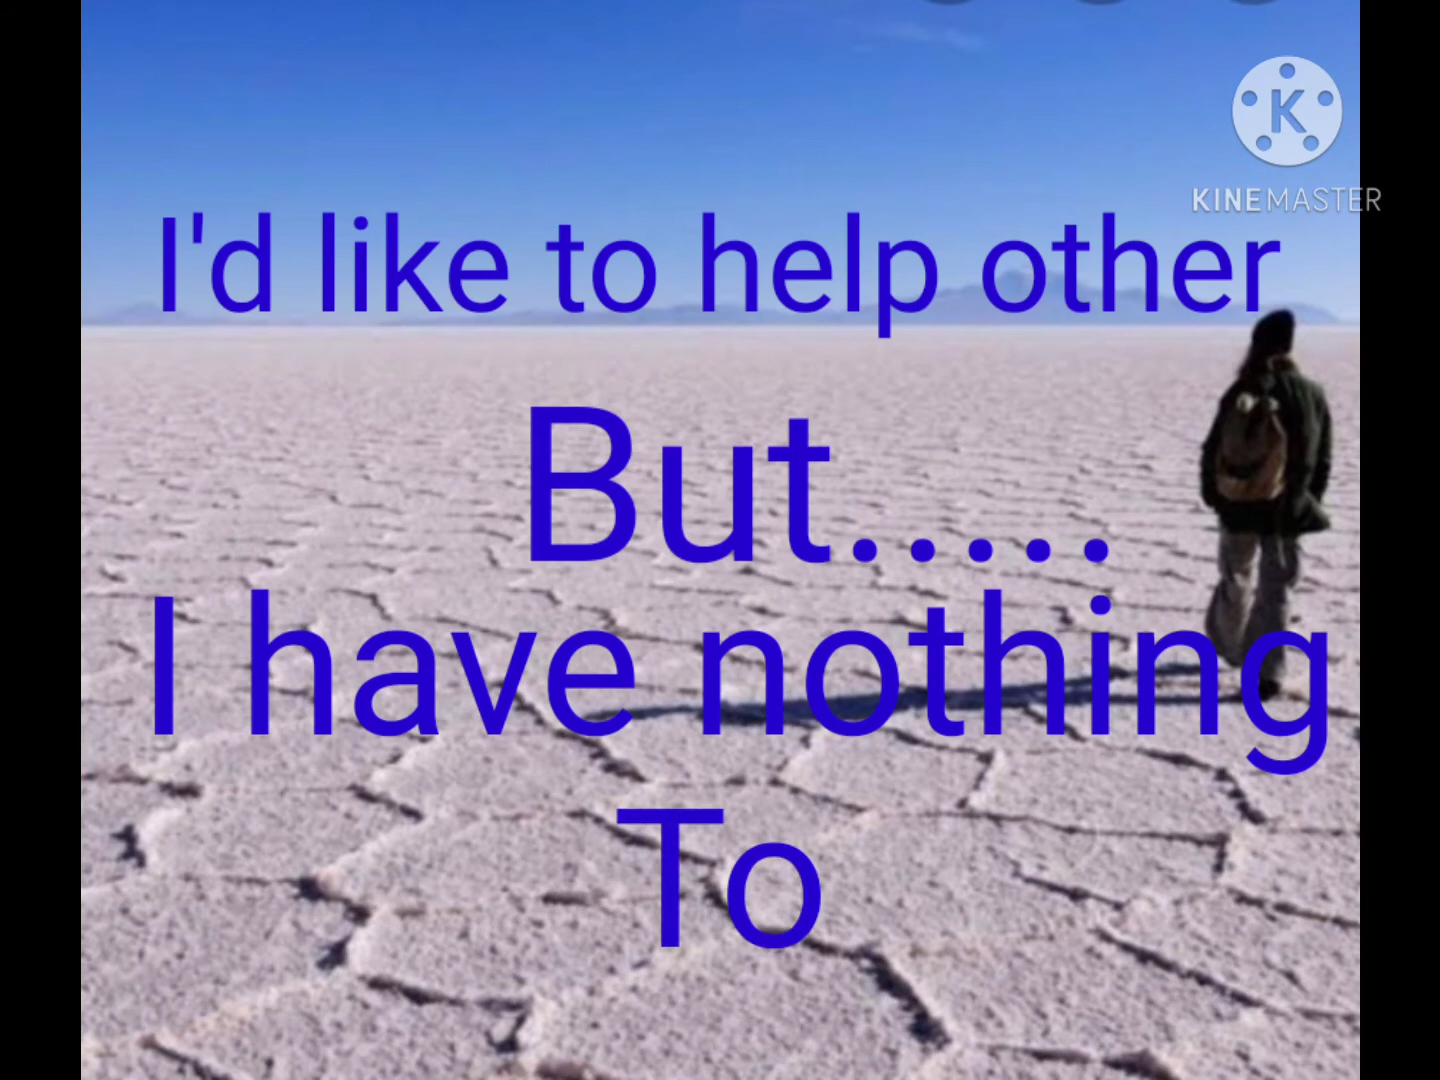 KINEMASTER
I'd like to help other
But.....
I have nothing
To